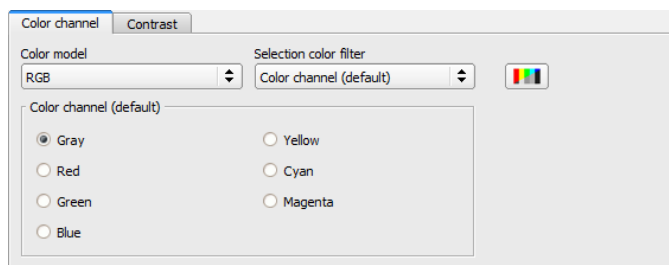 Color channel Contrast
Color model Selection color filter
RGB Color channel (default)
Color channel (default)
Gray Yellow
Red Cyan
Green Magenta
Blue